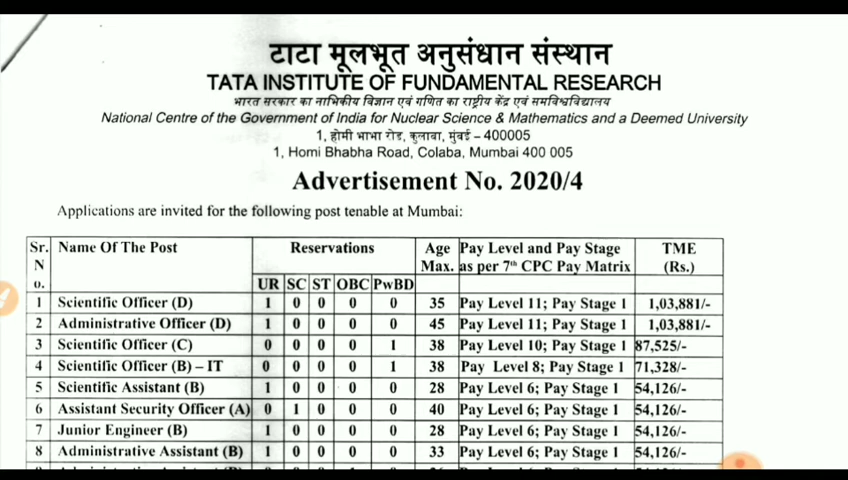 टाटा मूलभूत अनुसंधान संस्थान
TATA INSTITUTE OF FUNDAMENTAL RESEARCH
भारत सरकार का नाभिकीय विज्ञान एवं गणित का राष्ट्रीय केंद्र एवं समविश्वविद्यालय
National Centre of the Government of India for Nuclear Science & Mathematics and a Deemed University
1, होमी भाभा रोड, कुलाबा, मुंबई – 400005
1, Homi Bhabha Road, Colaba, Mumbai 400 005
Advertisement No. 2020/4
Applications are invited for the following post tenable at Mumbai:
Sr. Name Of The Post Reservations Age Pay Level and Pay Stage TME
N Max. as per 7th CPC Pay Matrix (Rs.)
o. UR SC ST OBC PwBD
1 Scientific Officer (D) 1 0 0 0 0 35 Pay Level 11; Pay Stage 1 1,03,881/-
2 Administrative Officer (D) 1 0 0 0 0 45 Pay Level 11; Pay Stage 1 1,03,881/-
3 Scientific Officer (C) 0 0 0 0 1 38 Pay Level 10; Pay Stage 1 87,525/-
4 Scientific Officer (B) – IT 0 0 0 0 1 38 Pay Level 8; Pay Stage 1 71,328/-
5 Scientific Assistant (B) 1 0 0 0 0 28 Pay Level 6; Pay Stage 1 54,126/-
6 Assistant Security Officer (A) 0 1 0 0 0 40 Pay Level 6; Pay Stage 1 54,126/-
7 Junior Engineer (B) 1 0 0 0 0 28 Pay Level 6; Pay Stage 1 54,126/-
8 Administrative Assistant (B) 1 0 0 0 0 33 Pay Level 6; Pay Stage 1 54,126/-